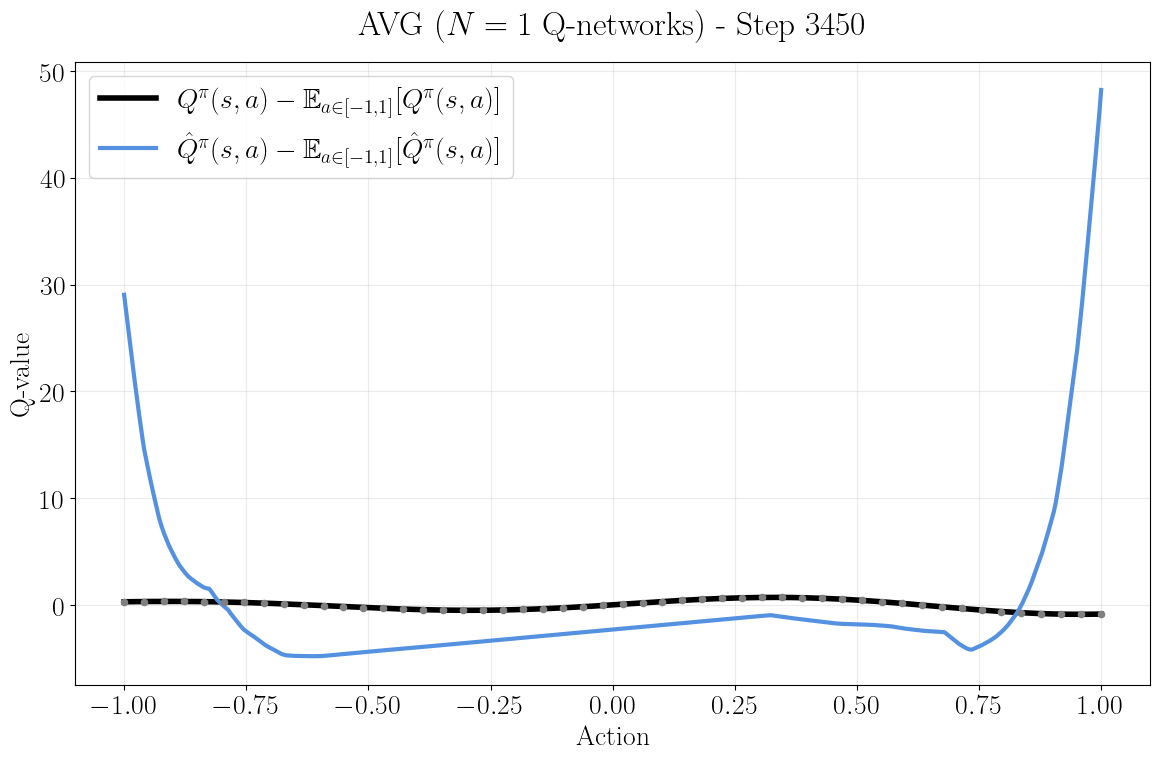 AVG (N = 1 Q-networks) - Step 3450
Q^π(s, a) − 𝔼_{a∈[−1,1]}[Q^π(s, a)]
Q̂^π(s, a) − 𝔼_{a∈[−1,1]}[Q̂^π(s, a)]
Q-value
50
40
30
20
10
0
−1.00 −0.75 −0.50 −0.25 0.00 0.25 0.50 0.75 1.00
Action